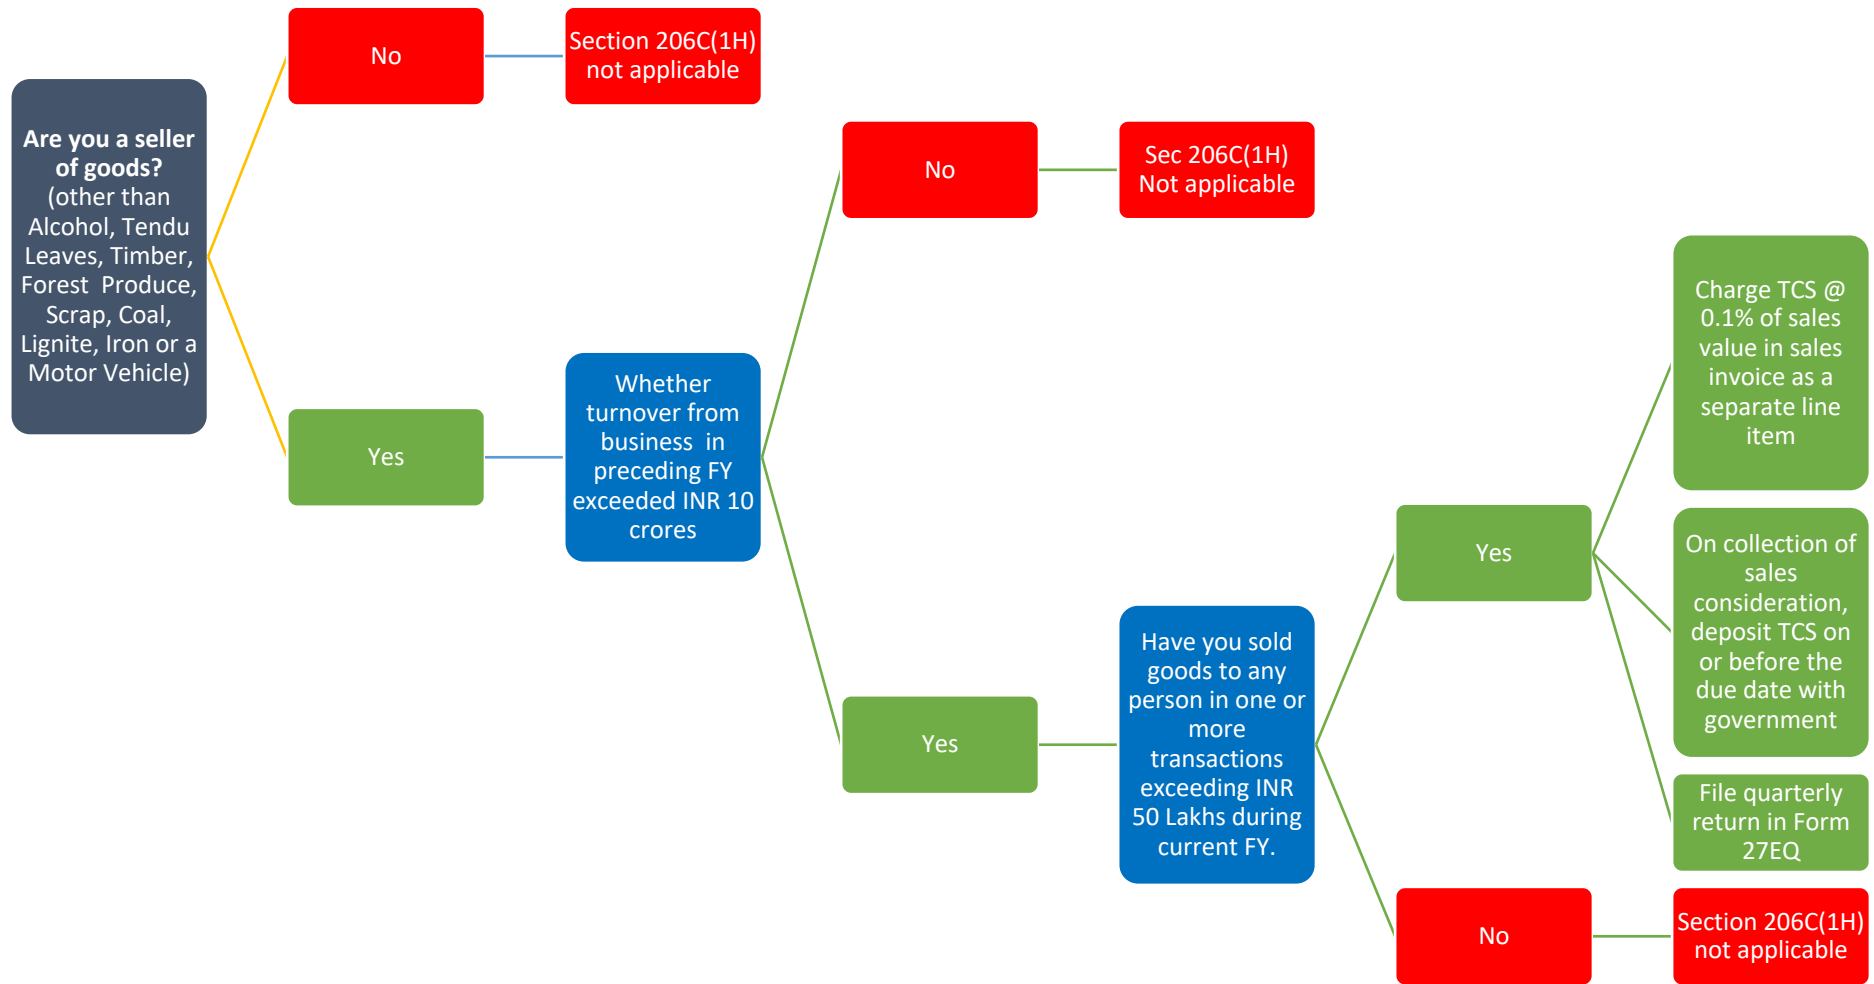 Are you a seller
of goods?
(other than
Alcohol, Tendu
Leaves, Timber,
Forest Produce,
Scrap, Coal,
Lignite, Iron or a
Motor Vehicle)
No
Section 206C(1H)
not applicable
Yes
Whether
turnover from
business in
preceding FY
exceeded INR 10
crores
No
Sec 206C(1H)
Not applicable
Yes
Have you sold
goods to any
person in one or
more
transactions
exceeding INR
50 Lakhs during
current FY.
Yes
Charge TCS @
0.1% of sales
value in sales
invoice as a
separate line
item
On collection of
sales
consideration,
deposit TCS on
or before the
due date with
government
File quarterly
return in Form
27EQ
No
Section 206C(1H)
not applicable